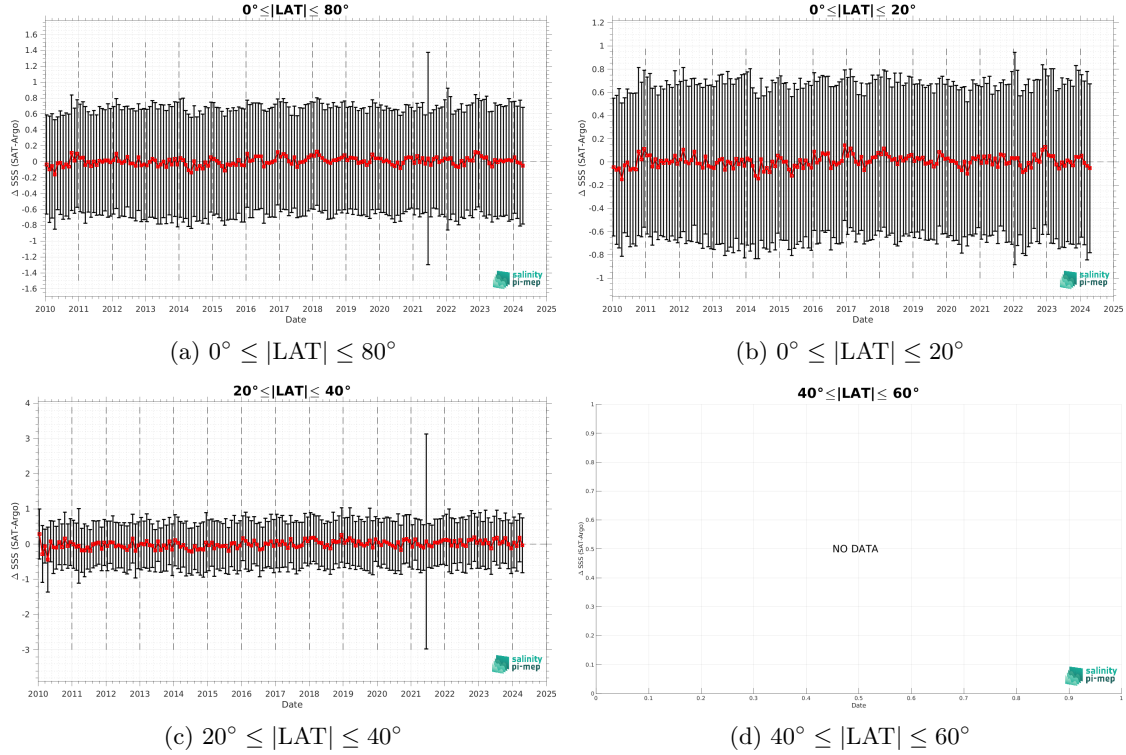 0°≤|LAT|≤ 80°
1.6
1.4
1.2
1
0.8
0.6
0.4
0.2
0
-0.2
-0.4
-0.6
-0.8
-1
-1.2
-1.4
-1.6
Δ SSS (SAT-Argo)
2010 2011 2012 2013 2014 2015 2016 2017 2018 2019 2020 2021 2022 2023 2024 2025
Date
salinity
pi-mep
(a) 0° ≤ |LAT| ≤ 80°
0°≤|LAT|≤ 20°
1.2
1
0.8
0.6
0.4
0.2
0
-0.2
-0.4
-0.6
-0.8
-1
Δ SSS (SAT-Argo)
2010 2011 2012 2013 2014 2015 2016 2017 2018 2019 2020 2021 2022 2023 2024 2025
Date
salinity
pi-mep
(b) 0° ≤ |LAT| ≤ 20°
20°≤|LAT|≤ 40°
4
3
2
1
0
-1
-2
-3
Δ SSS (SAT-Argo)
2010 2011 2012 2013 2014 2015 2016 2017 2018 2019 2020 2021 2022 2023 2024 2025
Date
salinity
pi-mep
(c) 20° ≤ |LAT| ≤ 40°
40°≤|LAT|≤ 60°
1
0.9
0.8
0.7
0.6
0.5
0.4
0.3
0.2
0.1
0
Δ SSS (SAT-Argo)
NO DATA
0 0.1 0.2 0.3 0.4 0.5 0.6 0.7 0.8 0.9 1
Date
salinity
pi-mep
(d) 40° ≤ |LAT| ≤ 60°